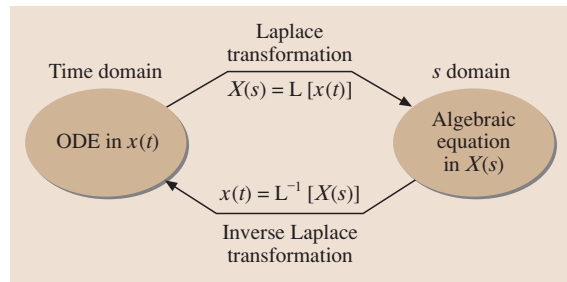 Laplace
transformation
Time domain
s domain
X(s) = L [x(t)]
ODE in x(t)
Algebraic
equation
in X(s)
x(t) = L⁻¹ [X(s)]
Inverse Laplace
transformation